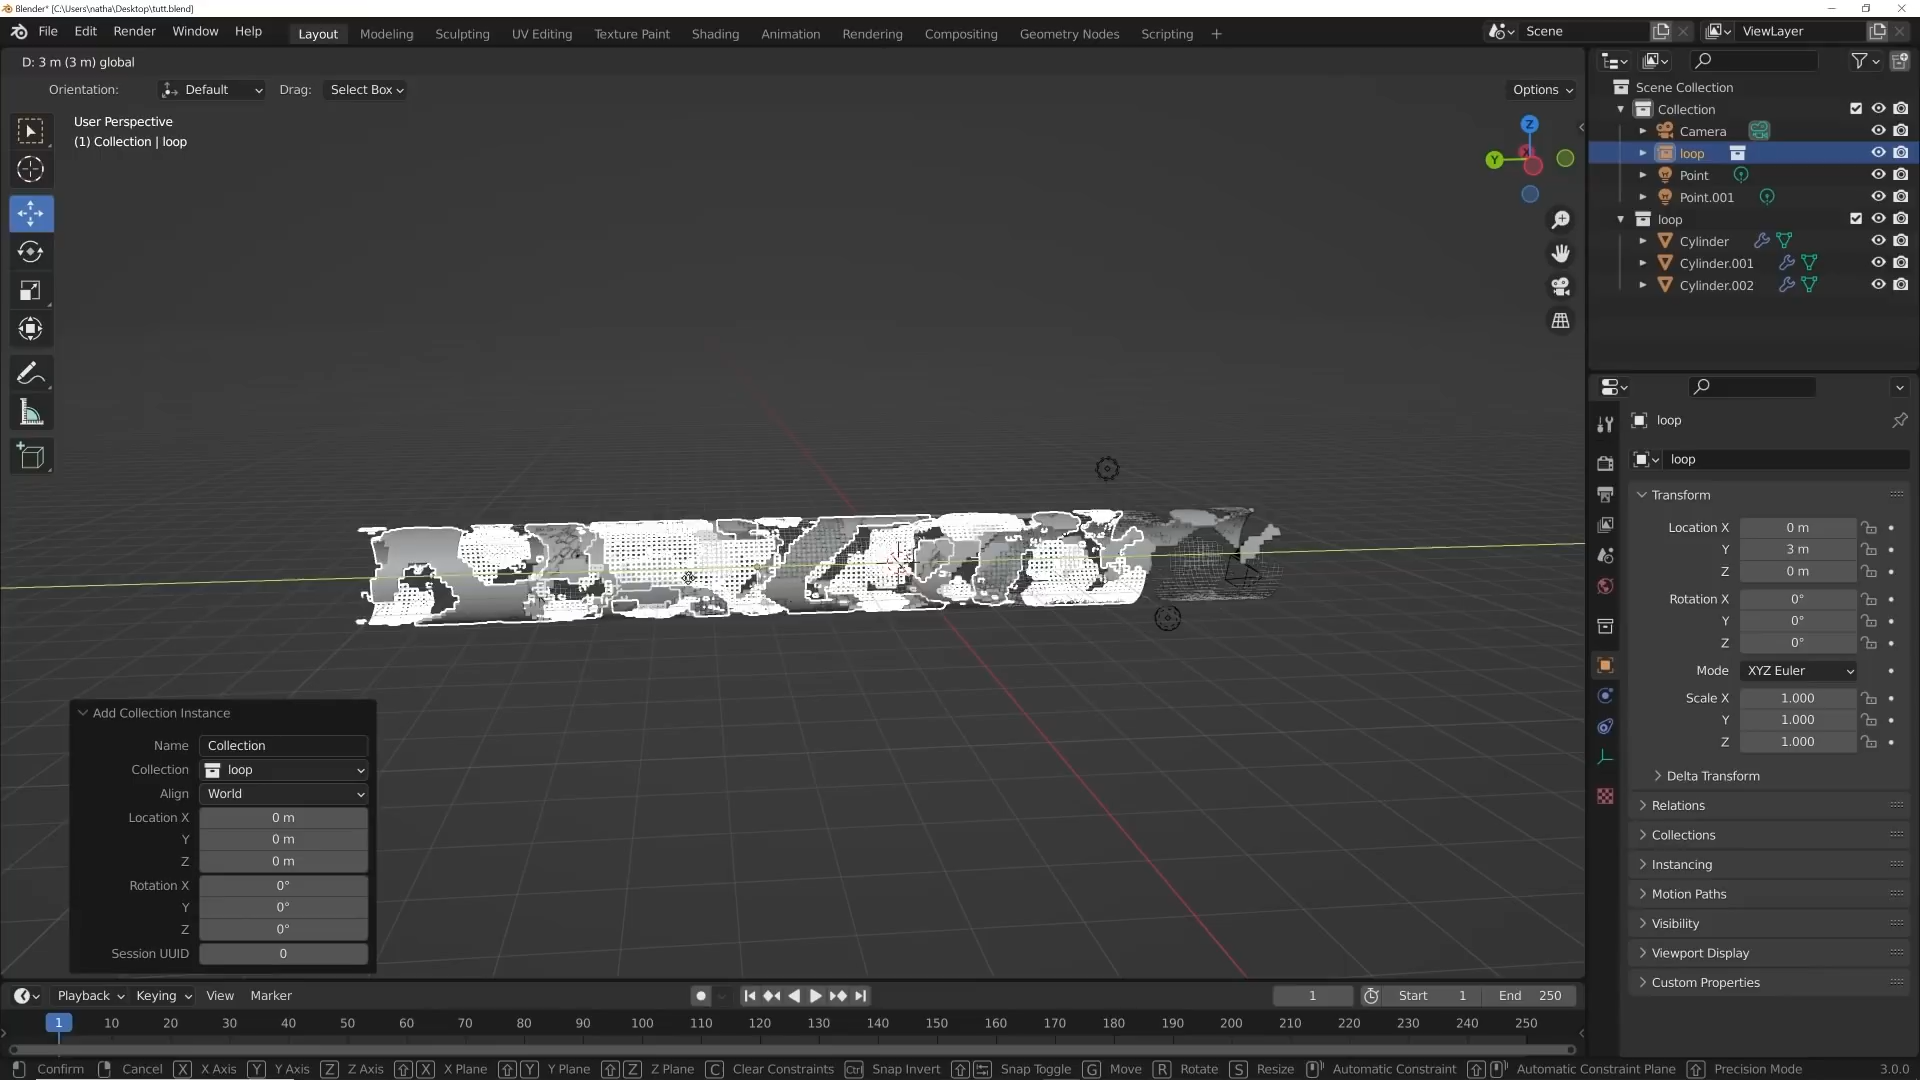 Blender* [C:\Users\natha\Desktop\tutt.blend]
File Edit Render Window Help
Layout Modeling Sculpting UV Editing Texture Paint Shading Animation Rendering Compositing Geometry Nodes Scripting +
Scene
ViewLayer
D: 3 m (3 m) global
Orientation: Default Drag: Select Box
Options
User Perspective
(1) Collection | loop
Z
Y
Scene Collection
Collection
Camera
loop
Point
Point.001
loop
Cylinder
Cylinder.001
Cylinder.002
loop
loop
Transform
Location X 0 m
Y 3 m
Z 0 m
Rotation X 0°
Y 0°
Z 0°
Mode XYZ Euler
Scale X 1.000
Y 1.000
Z 1.000
Delta Transform
Relations
Collections
Instancing
Motion Paths
Visibility
Viewport Display
Custom Properties
Add Collection Instance
Name Collection
Collection loop
Align World
Location X 0 m
Y 0 m
Z 0 m
Rotation X 0°
Y 0°
Z 0°
Session UUID 0
Playback Keying View Marker
1 Start 1 End 250
1 10 20 30 40 50 60 70 80 90 100 110 120 130 140 150 160 170 180 190 200 210 220 230 240 250
Confirm Cancel X X Axis Y Y Axis Z Z Axis X X Plane Y Y Plane Z Z Plane C Clear Constraints Ctrl Snap Invert Snap Toggle G Move R Rotate S Resize Automatic Constraint Automatic Constraint Plane Precision Mode 3.0.0